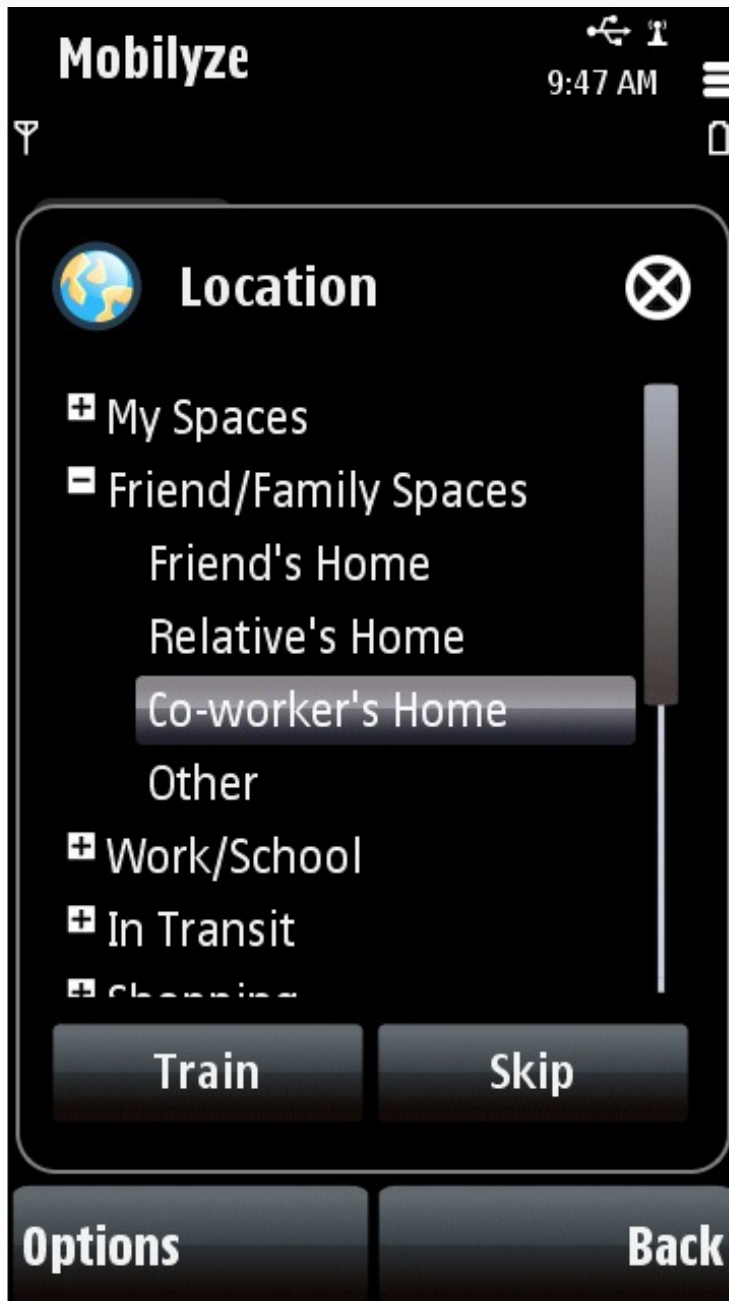 Mobilyze
9:47 AM
Location
My Spaces
Friend/Family Spaces
Friend's Home
Relative's Home
Co-worker's Home
Other
Work/School
In Transit
Shopping
Train Skip
Options Back